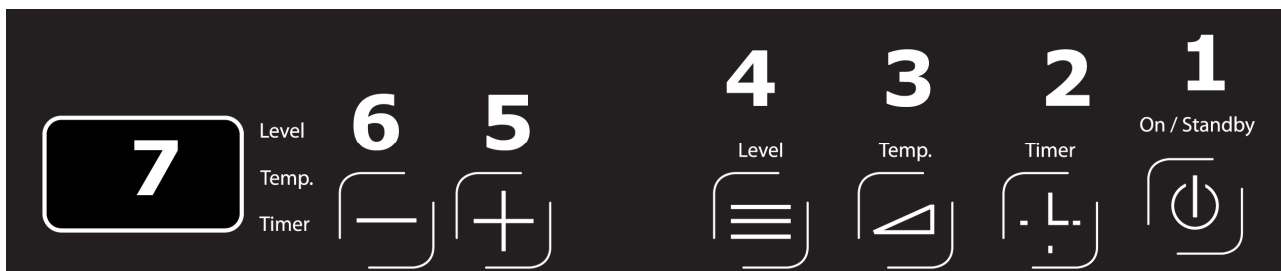 1
4 3 2
On / Standby
Level 6 5
7
Level Temp. Timer
Temp.
Timer